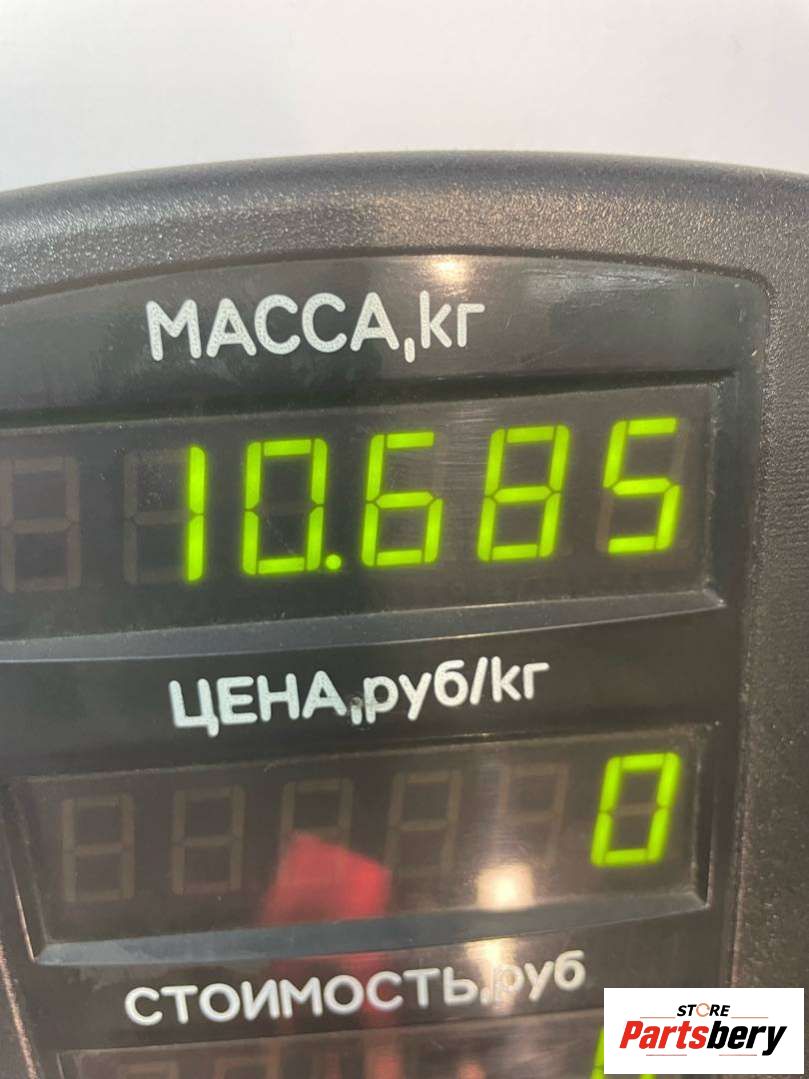 МАССА,кг
10.685
ЦЕНА,руб/кг
0
СТОИМОСТЬ,руб
STORE
Partsbery